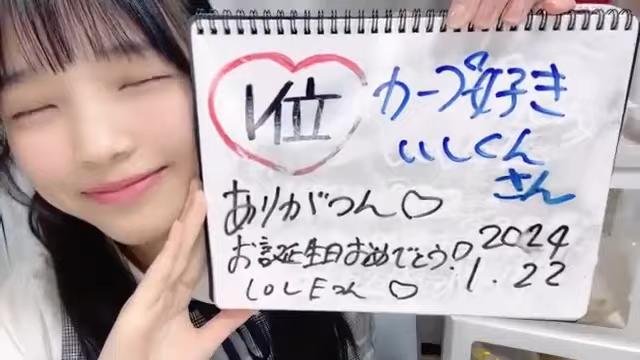 1位
カープ好き
いしくん
さん
ありがつん♡
お誕生日おめでとう!
LOVEつん ♡
2024
1.22